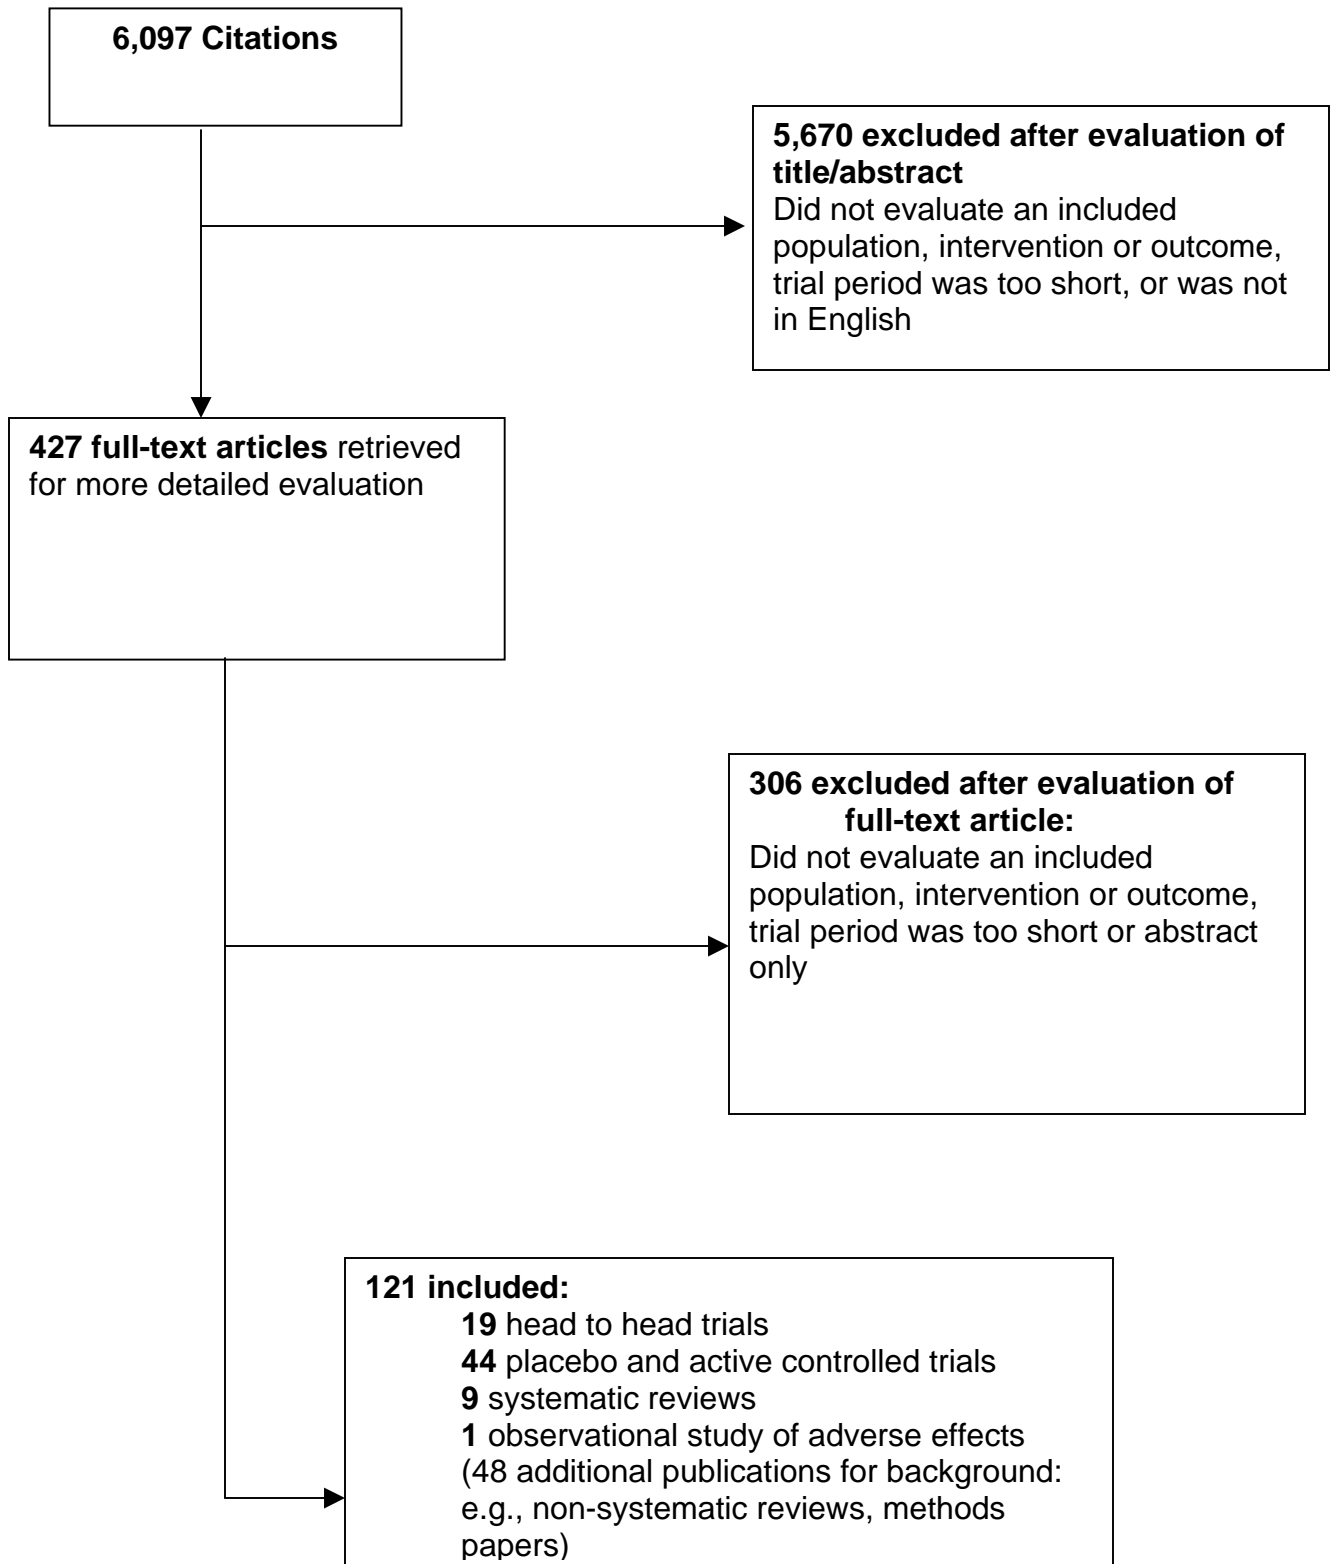 6,097 Citations
5,670 excluded after evaluation of
title/abstract
Did not evaluate an included
population, intervention or outcome,
trial period was too short, or was not
in English
427 full-text articles retrieved
for more detailed evaluation
306 excluded after evaluation of
full-text article:
Did not evaluate an included
population, intervention or outcome,
trial period was too short or abstract
only
121 included:
19 head to head trials
44 placebo and active controlled trials
9 systematic reviews
1 observational study of adverse effects
(48 additional publications for background:
e.g., non-systematic reviews, methods
papers)